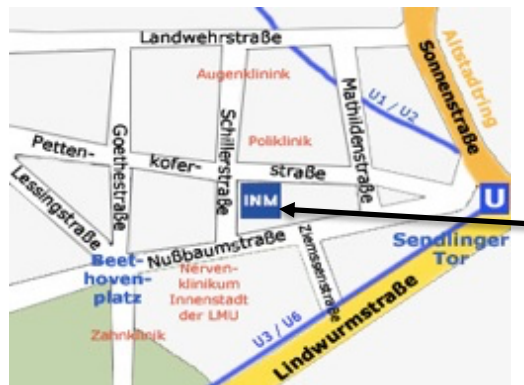 Landwehrstraße
Augenklinink
Sonnenstraße
Altstadtring
U1 / U2
Mathildenstraße
Schillerstraße
Goethestraße
Poliklinik
Petten-
kofer-
straße
Lessingstraße
INM
U
Sendlinger
Tor
Nußbaumstraße
Ziemssenstraße
Beet-
hoven-
platz
Nerven-
klinikum
Innenstadt
der LMU
Zahnklinik
U3 / U6
Lindwurmstraße